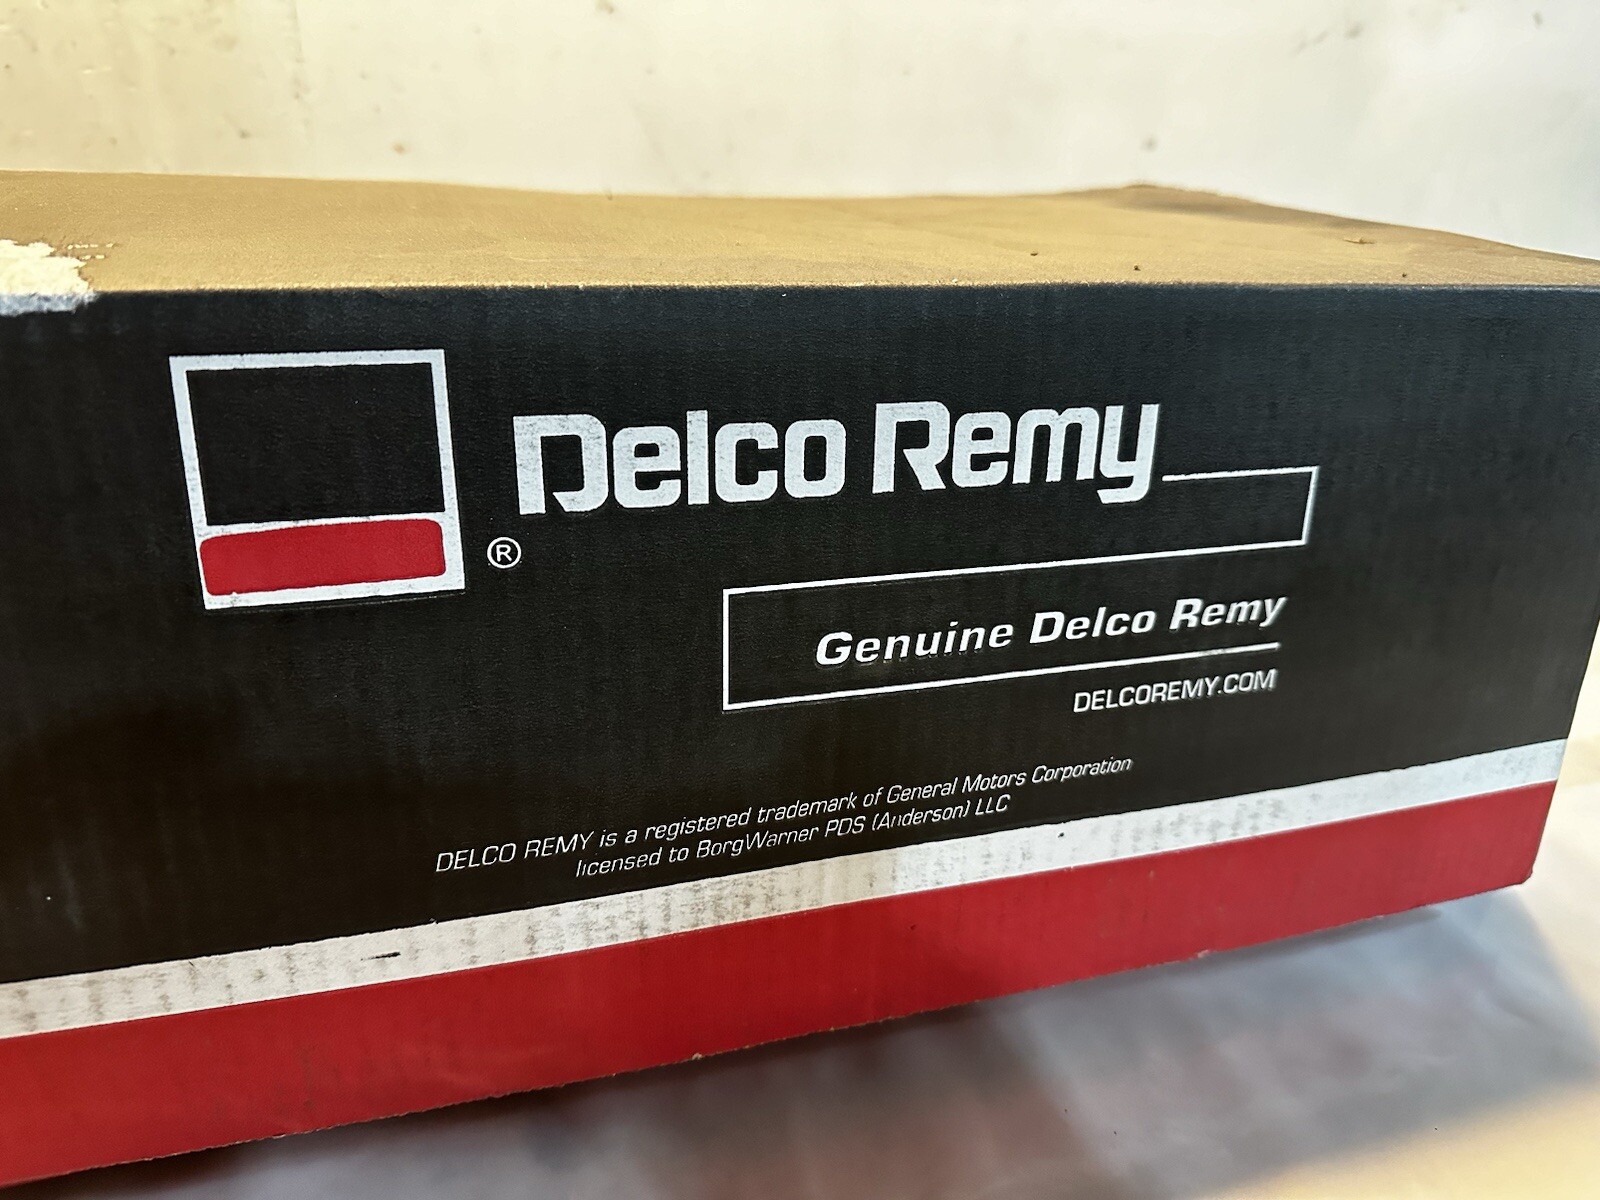 Delco Remy
®
Genuine Delco Remy
DELCOREMY.COM
DELCO REMY is a registered trademark of General Motors Corporation
licensed to BorgWarner PDS (Anderson) LLC